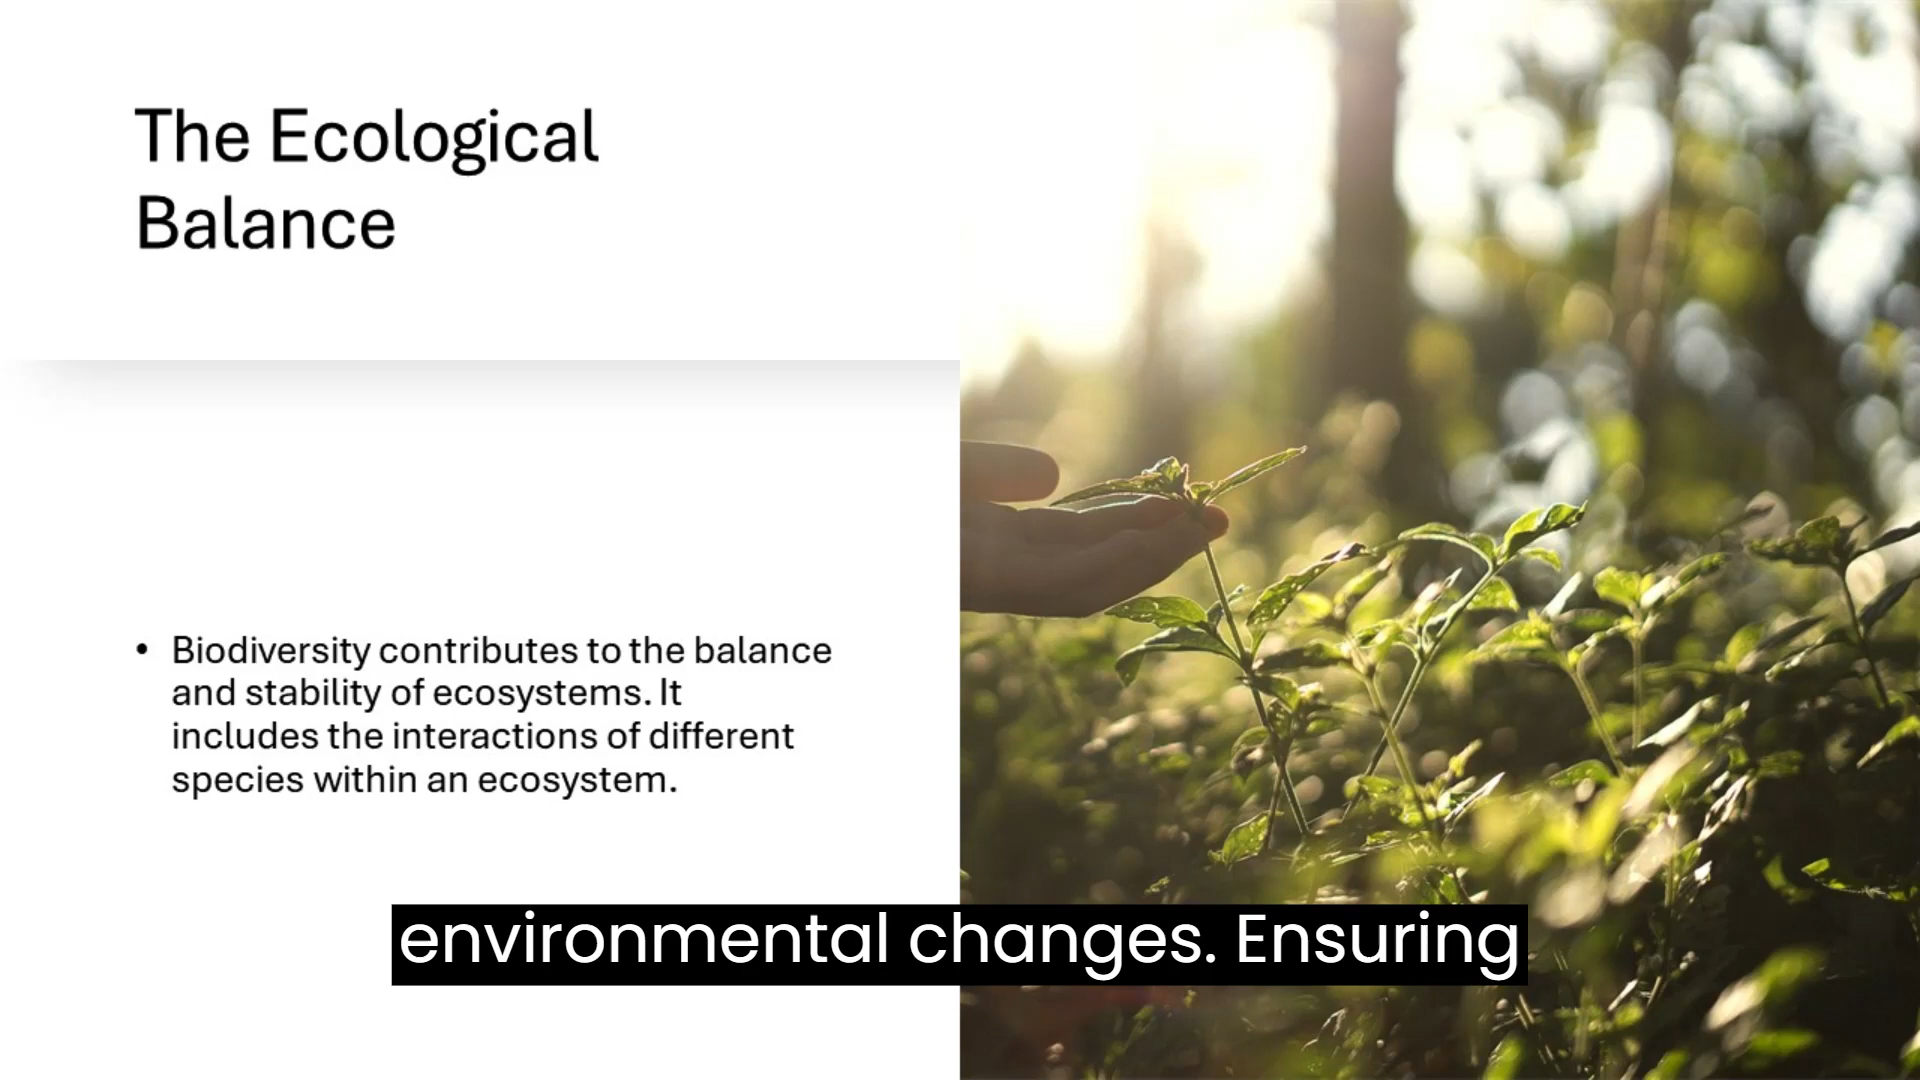 The Ecological
Balance
• Biodiversity contributes to the balance
and stability of ecosystems. It
includes the interactions of different
species within an ecosystem.
environmental changes. Ensuring